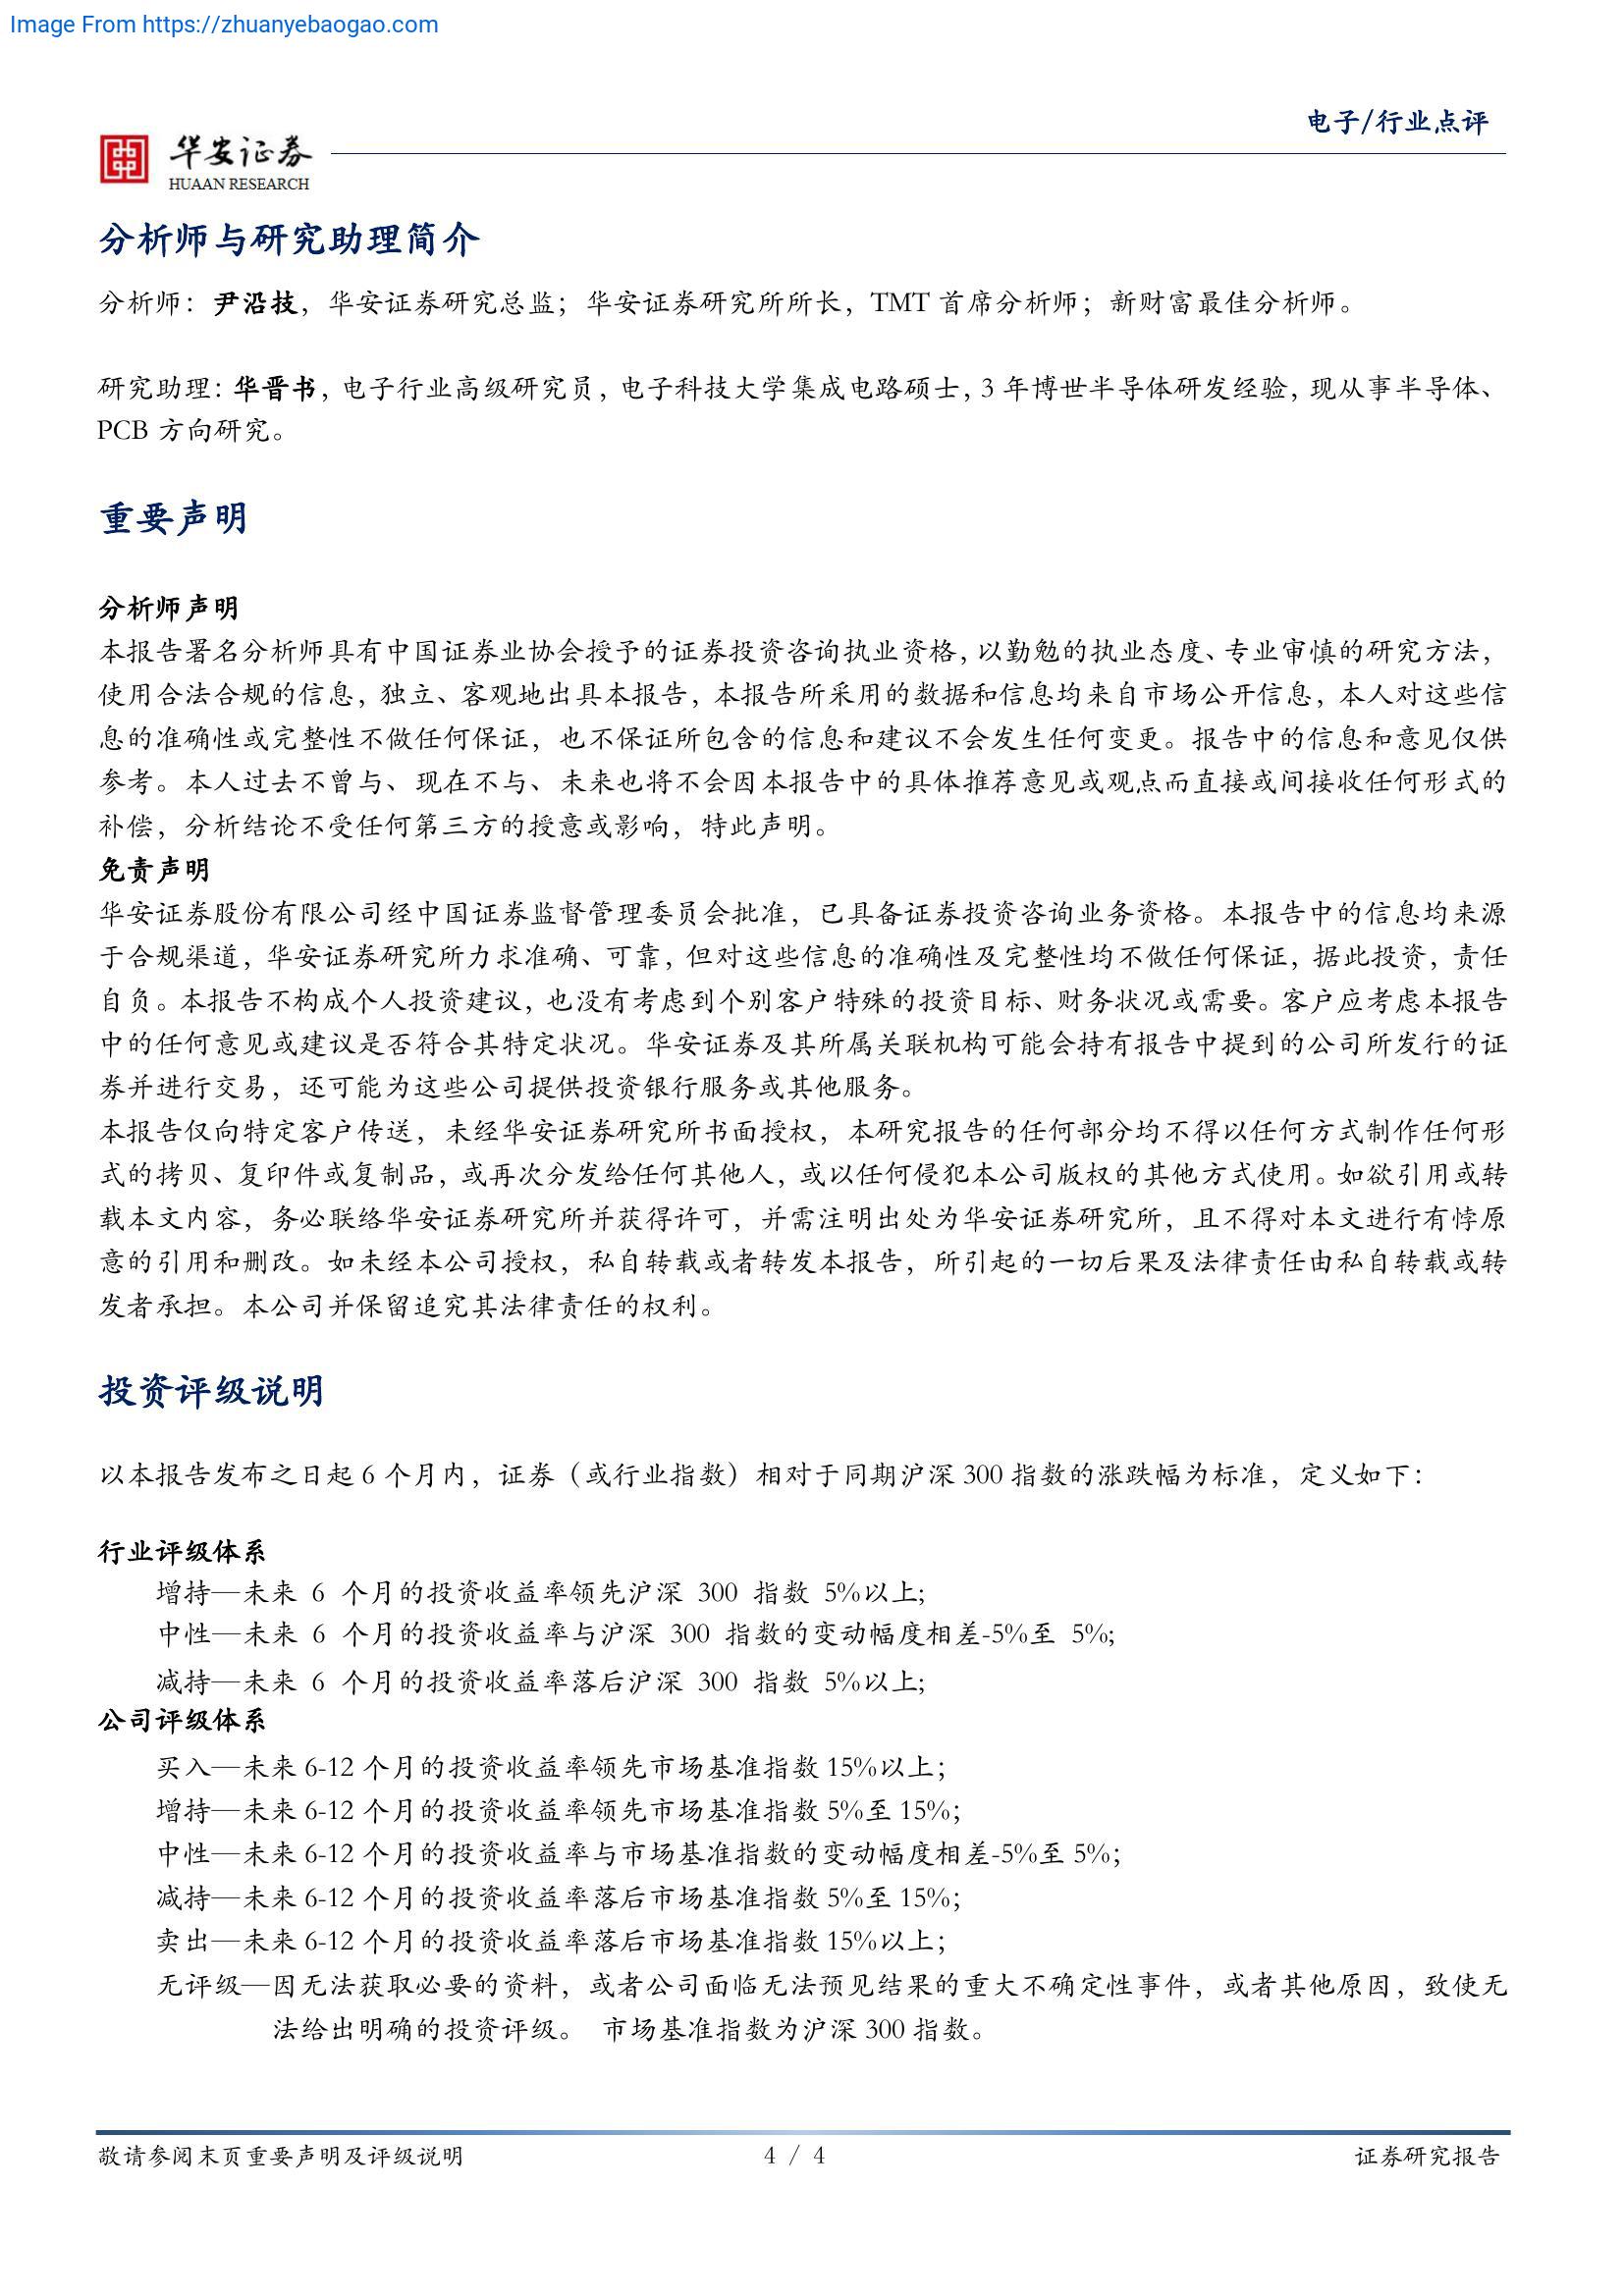 Image From https://zhuanyebaogao.com
电子/行业点评
华安证券
HUAAN RESEARCH
分析师与研究助理简介
分析师：尹沿技，华安证券研究总监；华安证券研究所所长，TMT 首席分析师；新财富最佳分析师。
研究助理：华晋书，电子行业高级研究员，电子科技大学集成电路硕士，3 年博世半导体研发经验，现从事半导体、
PCB 方向研究。
重要声明
分析师声明
本报告署名分析师具有中国证券业协会授予的证券投资咨询执业资格，以勤勉的执业态度、专业审慎的研究方法，
使用合法合规的信息，独立、客观地出具本报告，本报告所采用的数据和信息均来自市场公开信息，本人对这些信
息的准确性或完整性不做任何保证，也不保证所包含的信息和建议不会发生任何变更。报告中的信息和意见仅供
参考。本人过去不曾与、现在不与、未来也将不会因本报告中的具体推荐意见或观点而直接或间接收任何形式的
补偿，分析结论不受任何第三方的授意或影响，特此声明。
免责声明
华安证券股份有限公司经中国证券监督管理委员会批准，已具备证券投资咨询业务资格。本报告中的信息均来源
于合规渠道，华安证券研究所力求准确、可靠，但对这些信息的准确性及完整性均不做任何保证，据此投资，责任
自负。本报告不构成个人投资建议，也没有考虑到个别客户特殊的投资目标、财务状况或需要。客户应考虑本报告
中的任何意见或建议是否符合其特定状况。华安证券及其所属关联机构可能会持有报告中提到的公司所发行的证
券并进行交易，还可能为这些公司提供投资银行服务或其他服务。
本报告仅向特定客户传送，未经华安证券研究所书面授权，本研究报告的任何部分均不得以任何方式制作任何形
式的拷贝、复印件或复制品，或再次分发给任何其他人，或以任何侵犯本公司版权的其他方式使用。如欲引用或转
载本文内容，务必联络华安证券研究所并获得许可，并需注明出处为华安证券研究所，且不得对本文进行有悖原
意的引用和删改。如未经本公司授权，私自转载或者转发本报告，所引起的一切后果及法律责任由私自转载或转
发者承担。本公司并保留追究其法律责任的权利。
投资评级说明
以本报告发布之日起 6 个月内，证券（或行业指数）相对于同期沪深 300 指数的涨跌幅为标准，定义如下：
行业评级体系
增持—未来 6 个月的投资收益率领先沪深 300 指数 5%以上;
中性—未来 6 个月的投资收益率与沪深 300 指数的变动幅度相差-5%至 5%;
减持—未来 6 个月的投资收益率落后沪深 300 指数 5%以上;
公司评级体系
买入—未来 6-12 个月的投资收益率领先市场基准指数 15%以上；
增持—未来 6-12 个月的投资收益率领先市场基准指数 5%至 15%；
中性—未来 6-12 个月的投资收益率与市场基准指数的变动幅度相差-5%至 5%；
减持—未来 6-12 个月的投资收益率落后市场基准指数 5%至 15%；
卖出—未来 6-12 个月的投资收益率落后市场基准指数 15%以上；
无评级—因无法获取必要的资料，或者公司面临无法预见结果的重大不确定性事件，或者其他原因，致使无
法给出明确的投资评级。 市场基准指数为沪深 300 指数。
敬请参阅末页重要声明及评级说明
4 / 4
证券研究报告